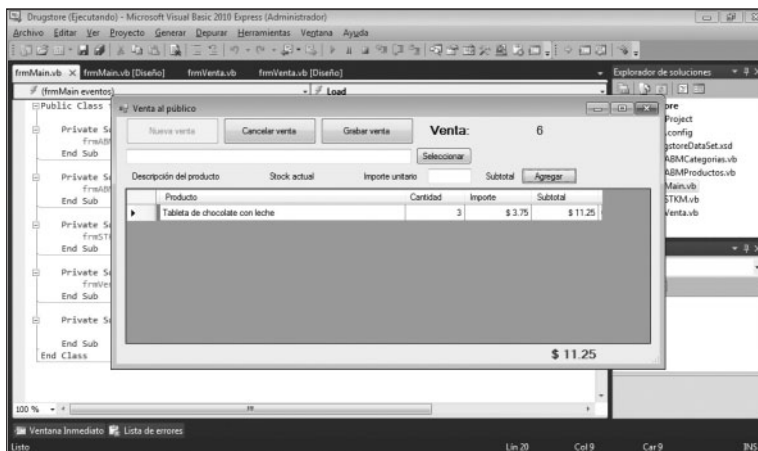 Drugstore (Ejecutando) - Microsoft Visual Basic 2010 Express (Administrador)
Archivo Editar Ver Proyecto Generar Depurar Herramientas Ventana Ayuda
frmMain.vb X frmMain.vb [Diseño] frmVenta.vb frmVenta.vb [Diseño]
Explorador de soluciones
(frmMain eventos) Load
Public Class
Venta al público
Nueva venta Cancelar venta Grabar venta Venta: 6
Seleccionar
Descripción del producto Stock actual Importe unitario Subtotal Agregar
Producto Cantidad Importe Subtotal
Tableta de chocolate con leche 3 $ 3.75 $ 11.25
$ 11.25
Private S
frmABM
End Sub
Private S
frmABM
End Sub
Private S
frmSTK
End Sub
Private S
frmVe
End Sub
Private S
End Sub
End Class
ore
Project
.config
gstoreDataSet.xsd
ABMCategorias.vb
ABMProductos.vb
Main.vb
STKM.vb
Venta.vb
100 %
Ventana Inmediato Lista de errores
Listo Lín 20 Col 9 Car 9 INS